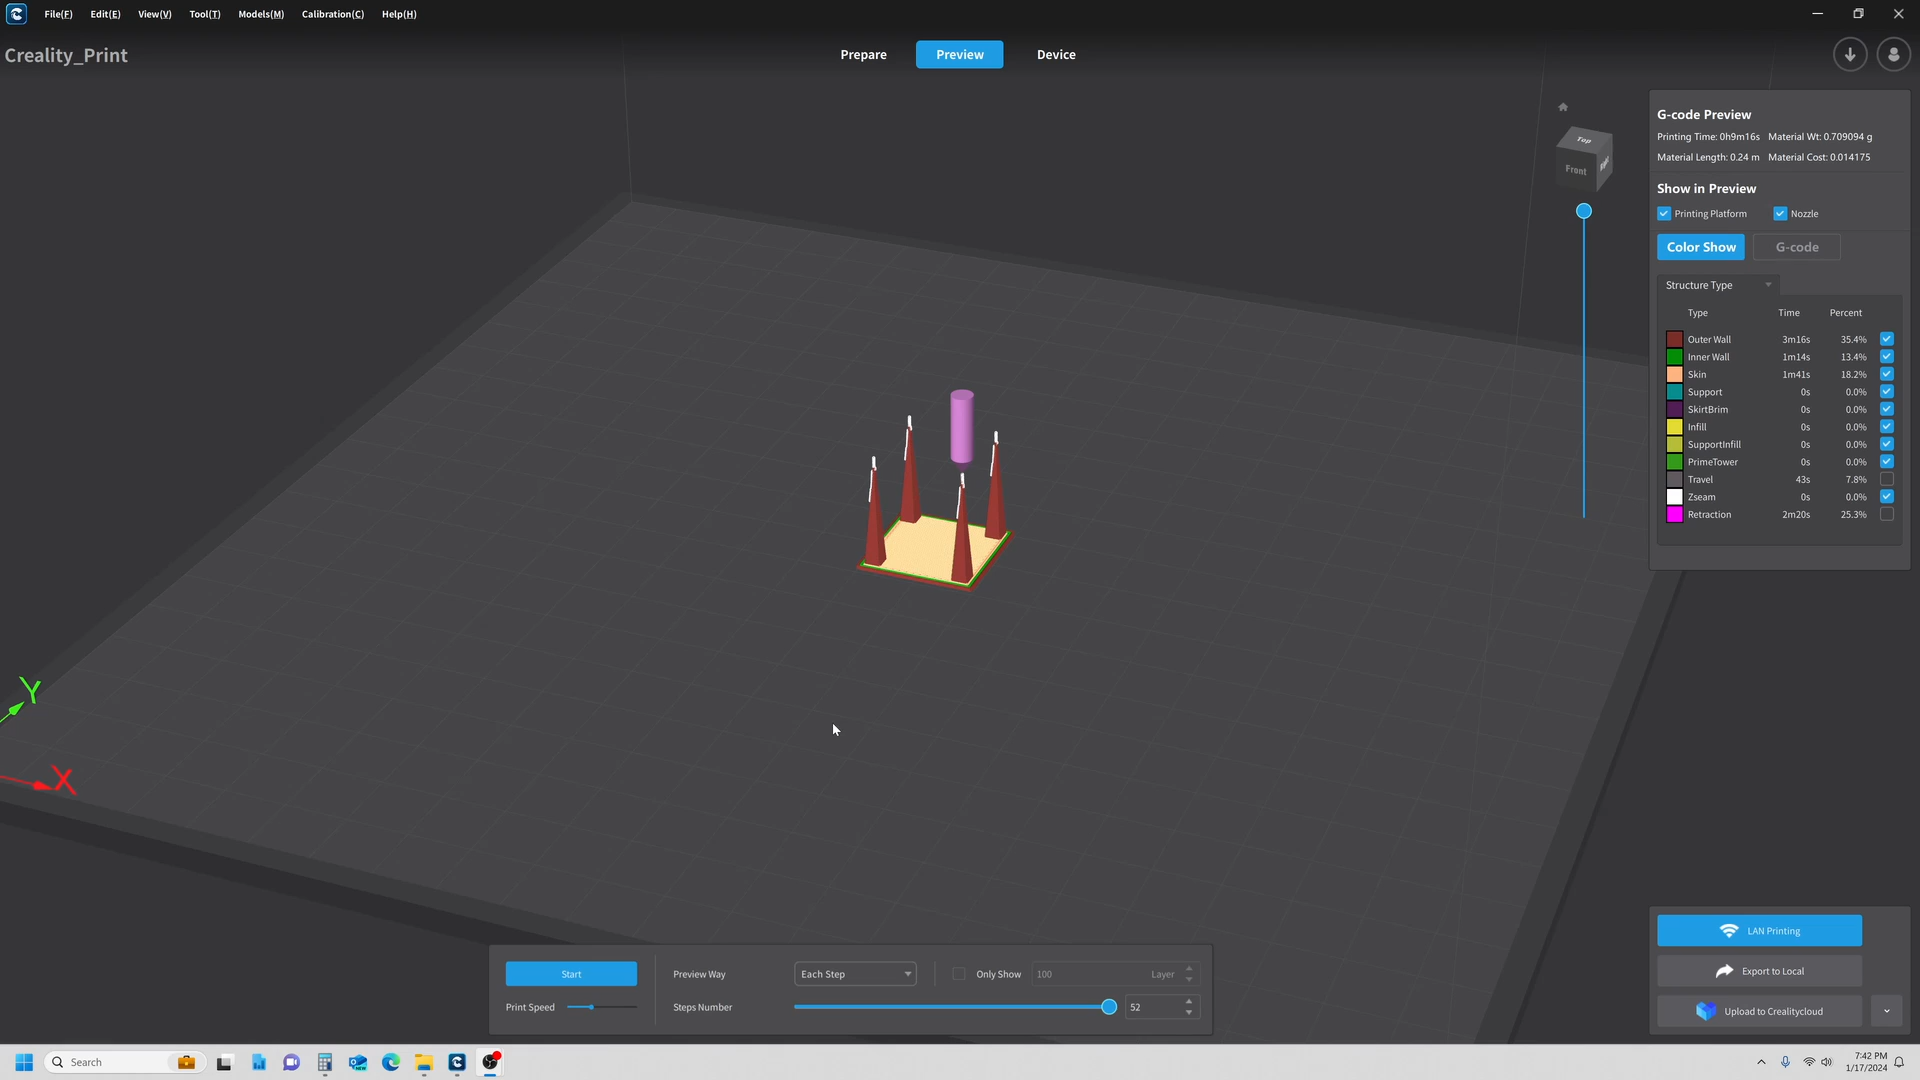 File(F) Edit(E) View(V) Tool(T) Models(M) Calibration(C) Help(H)
Creality_Print
Prepare Preview Device
Top
Front
G-code Preview
Printing Time: 0h9m16s Material Wt: 0.709094 g
Material Length: 0.24 m Material Cost: 0.014175
Show in Preview
Printing Platform Nozzle
Color Show G-code
Structure Type
Type Time Percent
Outer Wall 3m16s 35.4%
Inner Wall 1m14s 13.4%
Skin 1m41s 18.2%
Support 0s 0.0%
SkirtBrim 0s 0.0%
Infill 0s 0.0%
SupportInfill 0s 0.0%
PrimeTower 0s 0.0%
Travel 43s 7.8%
Zseam 0s 0.0%
Retraction 2m20s 25.3%
Y
X
Start Preview Way Each Step Only Show 100 Layer
Print Speed Steps Number 52
LAN Printing
Export to Local
Upload to Crealitycloud
Search
7:42 PM
1/17/2024